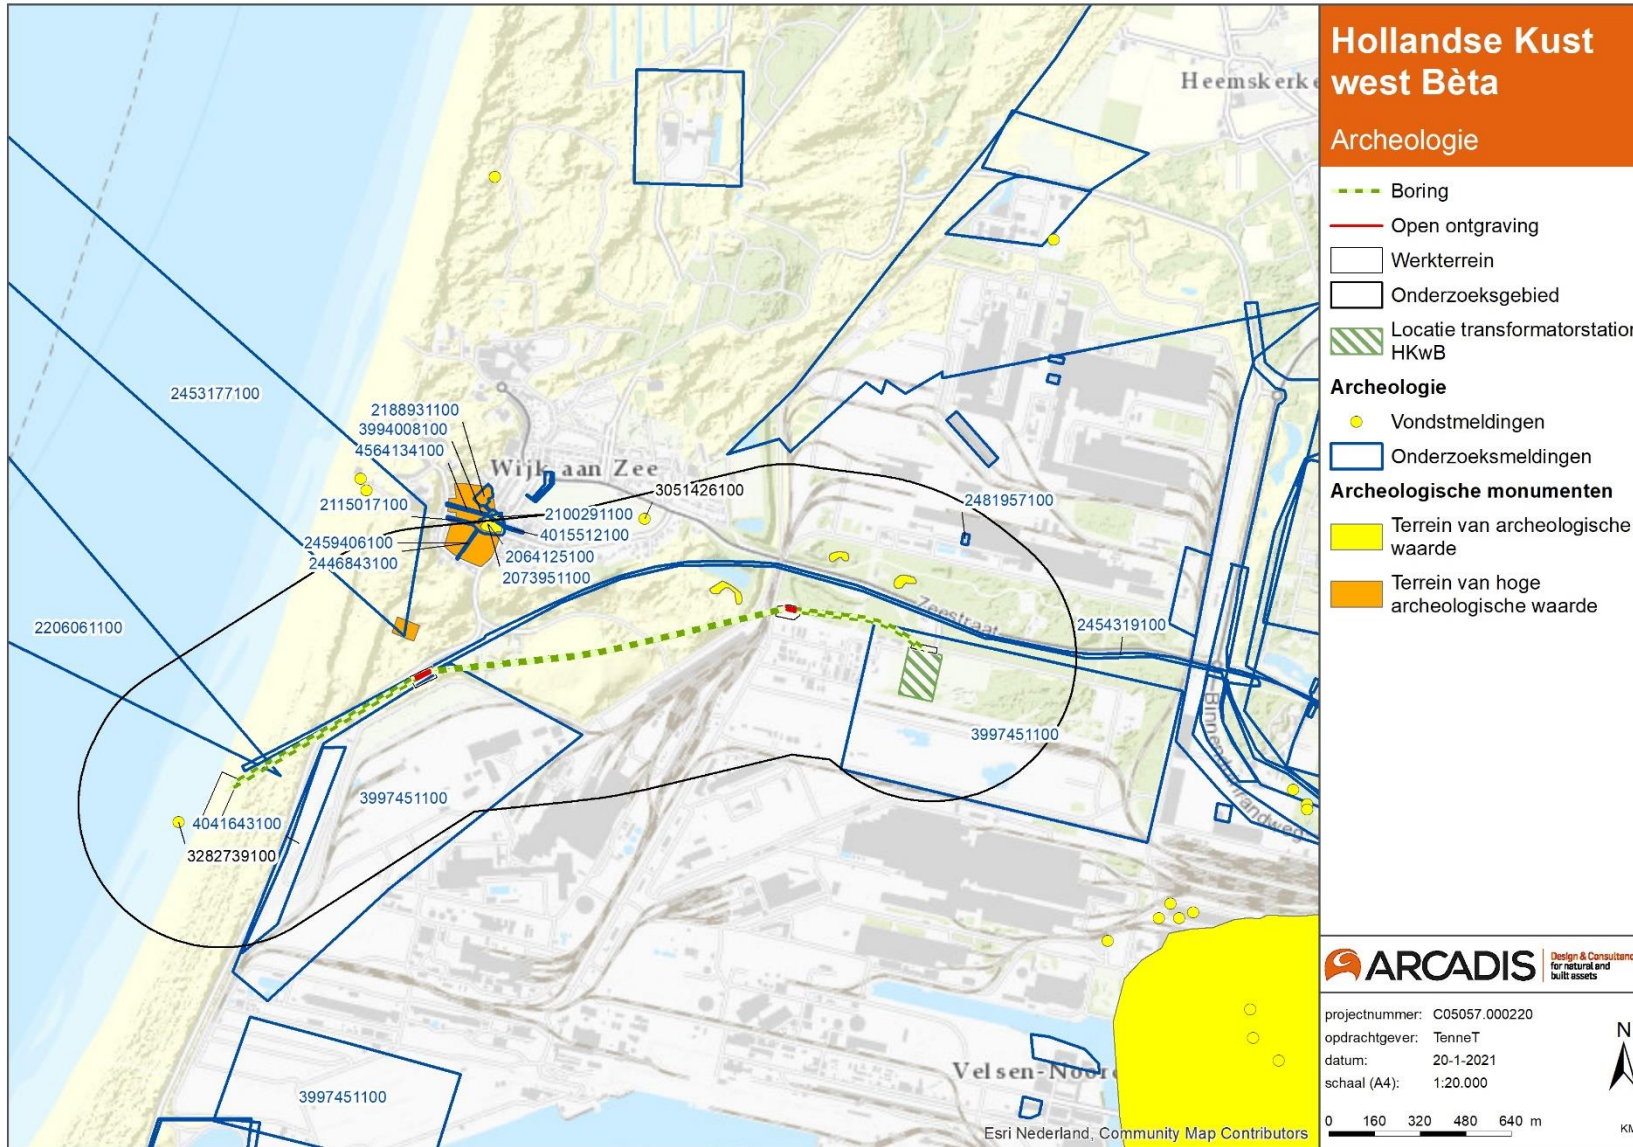 Hollandse Kust
west Bèta
Archeologie
Boring
Open ontgraving
Werkterrein
Onderzoeksgebied
Locatie transformatorstation
HKwB
Archeologie
Vondstmeldingen
Onderzoeksmeldingen
Archeologische monumenten
Terrein van archeologische
waarde
Terrein van hoge
archeologische waarde
ARCADIS
Design & Consultanc
for natural and
built assets
projectnummer: C05057.000220
opdrachtgever: TenneT
datum: 20-1-2021
schaal (A4): 1:20.000
N
0 160 320 480 640 m
KM
Heemskerke
2453177100
2188931100
3994008100
4564134100
Wijk aan Zee
3051426100
2481957100
2115017100
2100291100
4015512100
2459406100
2064125100
2446843100
2073951100
Zeestraat
2206061100
2454319100
Binnenduinrandweg
3997451100
3997451100
4041643100
3282739100
Velsen-Noord
3997451100
Esri Nederland, Community Map Contributors